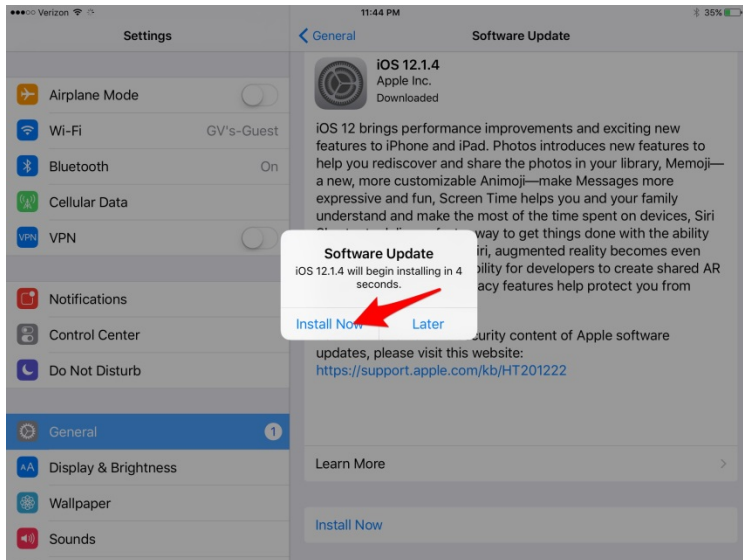 Verizon
11:44 PM
35%
Settings
General
Software Update
Airplane Mode
Wi-Fi GV's-Guest
Bluetooth On
Cellular Data
VPN VPN
Notifications
Control Center
Do Not Disturb
General 1
AA Display & Brightness
Wallpaper
Sounds
iOS 12.1.4
Apple Inc.
Downloaded
iOS 12 brings performance improvements and exciting new
features to iPhone and iPad. Photos introduces new features to
help you rediscover and share the photos in your library, Memoji—
a new, more customizable Animoji—make Messages more
expressive and fun, Screen Time helps you and your family
understand and make the most of the time spent on devices, Siri
way to get things done with the ability
augmented reality becomes even
for developers to create shared AR
features help protect you from
content of Apple software
updates, please visit this website:
https://support.apple.com/kb/HT201222
Learn More
Install Now
Software Update
iOS 12.1.4 will begin installing in 4
seconds.
Install Now
Later